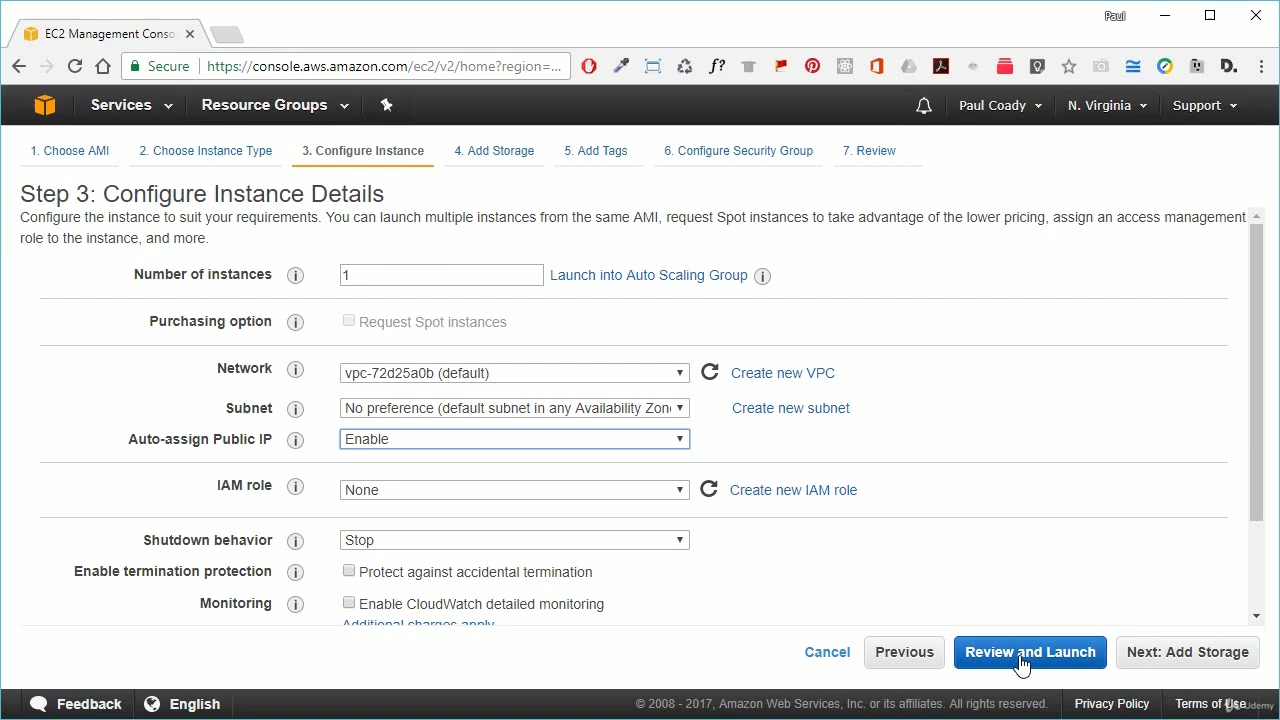 Paul
EC2 Management Conso
Secure https://console.aws.amazon.com/ec2/v2/home?region=...
f?
D.
Services Resource Groups Paul Coady N. Virginia Support
1. Choose AMI 2. Choose Instance Type 3. Configure Instance 4. Add Storage 5. Add Tags 6. Configure Security Group 7. Review
Step 3: Configure Instance Details
Configure the instance to suit your requirements. You can launch multiple instances from the same AMI, request Spot instances to take advantage of the lower pricing, assign an access management
role to the instance, and more.
Number of instances i 1 Launch into Auto Scaling Group i
Purchasing option i Request Spot instances
Network i vpc-72d25a0b (default) Create new VPC
Subnet i No preference (default subnet in any Availability Zon Create new subnet
Auto-assign Public IP i Enable
IAM role i None Create new IAM role
Shutdown behavior i Stop
Enable termination protection i Protect against accidental termination
Monitoring i Enable CloudWatch detailed monitoring
Additional charges apply
Cancel Previous Review and Launch Next: Add Storage
Feedback English © 2008 - 2017, Amazon Web Services, Inc. or its affiliates. All rights reserved. Privacy Policy Terms of Use
Udemy